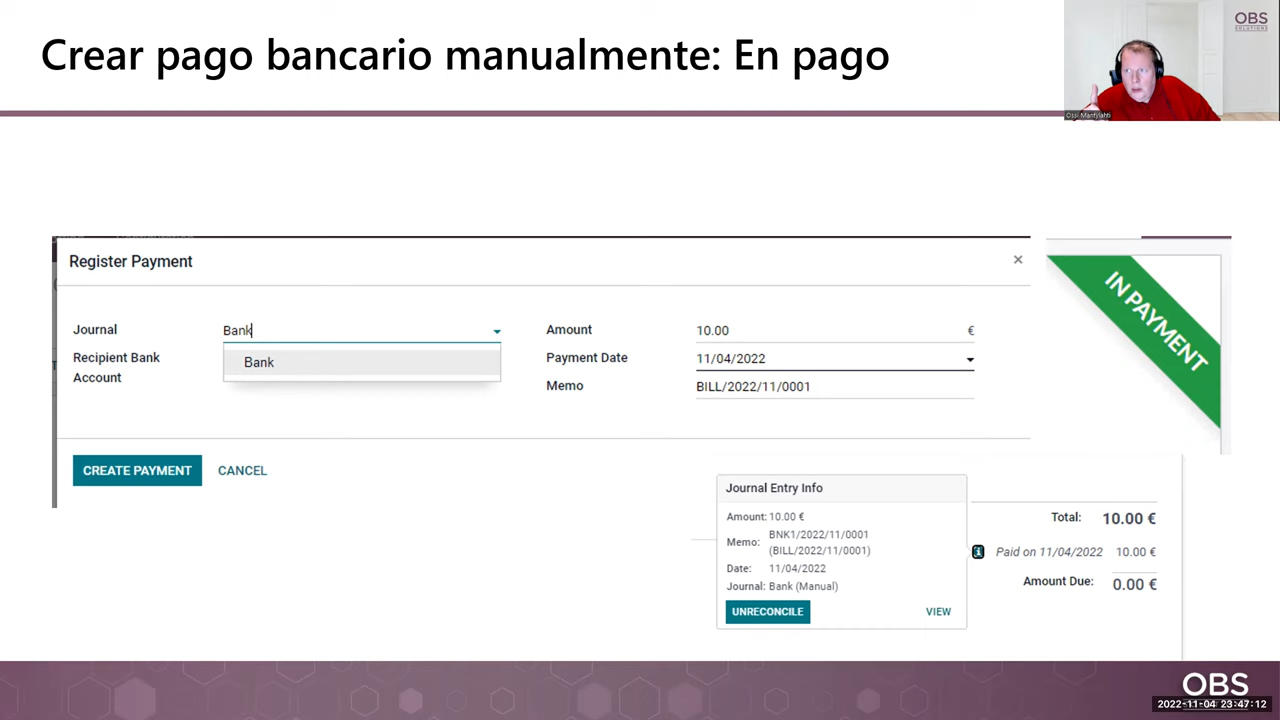 Crear pago bancario manualmente: En pago
OBS
SOLUTIONS
Ossi Mantylahti
Register Payment
×
Journal
Bank
Bank
Recipient Bank
Account
Amount
10.00
€
Payment Date
11/04/2022
Memo
BILL/2022/11/0001
CREATE PAYMENT
CANCEL
IN PAYMENT
Journal Entry Info
Amount: 10.00 €
Memo: BNK1/2022/11/0001
(BILL/2022/11/0001)
Date: 11/04/2022
Journal: Bank (Manual)
UNRECONCILE
VIEW
Total: 10.00 €
Paid on 11/04/2022 10.00 €
Amount Due: 0.00 €
OBS
2022-11-04 23:47:12